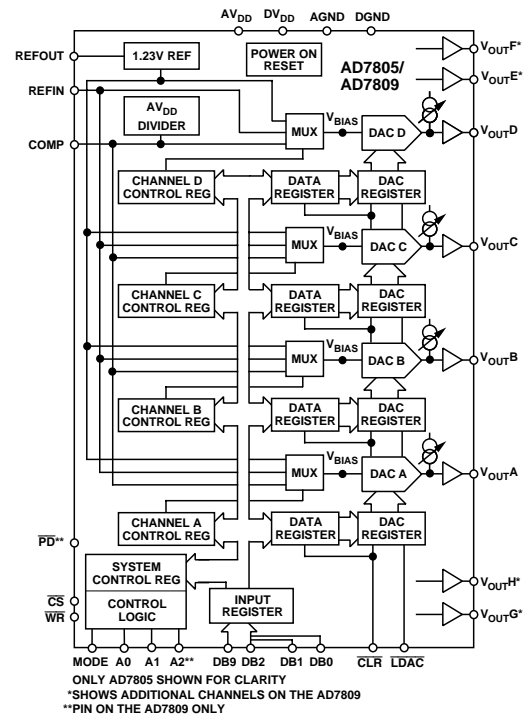 AVDD DVDD AGND DGND
REFOUT
1.23V REF
POWER ON
RESET
AD7805/
AD7809
VOUTF*
VOUTE*
REFIN
AVDD
DIVIDER
COMP
MUX
VBIAS
DAC D
VOUTD
CHANNEL D
CONTROL REG
DATA
REGISTER
DAC
REGISTER
MUX
VBIAS
DAC C
VOUTC
CHANNEL C
CONTROL REG
DATA
REGISTER
DAC
REGISTER
MUX
VBIAS
DAC B
VOUTB
CHANNEL B
CONTROL REG
DATA
REGISTER
DAC
REGISTER
MUX
VBIAS
DAC A
VOUTA
CHANNEL A
CONTROL REG
DATA
REGISTER
DAC
REGISTER
PD**
SYSTEM
CONTROL REG
CONTROL
LOGIC
INPUT
REGISTER
CS
WR
VOUTH*
VOUTG*
MODE A0 A1 A2** DB9 DB2 DB1 DB0 CLR LDAC
ONLY AD7805 SHOWN FOR CLARITY
*SHOWS ADDITIONAL CHANNELS ON THE AD7809
**PIN ON THE AD7809 ONLY